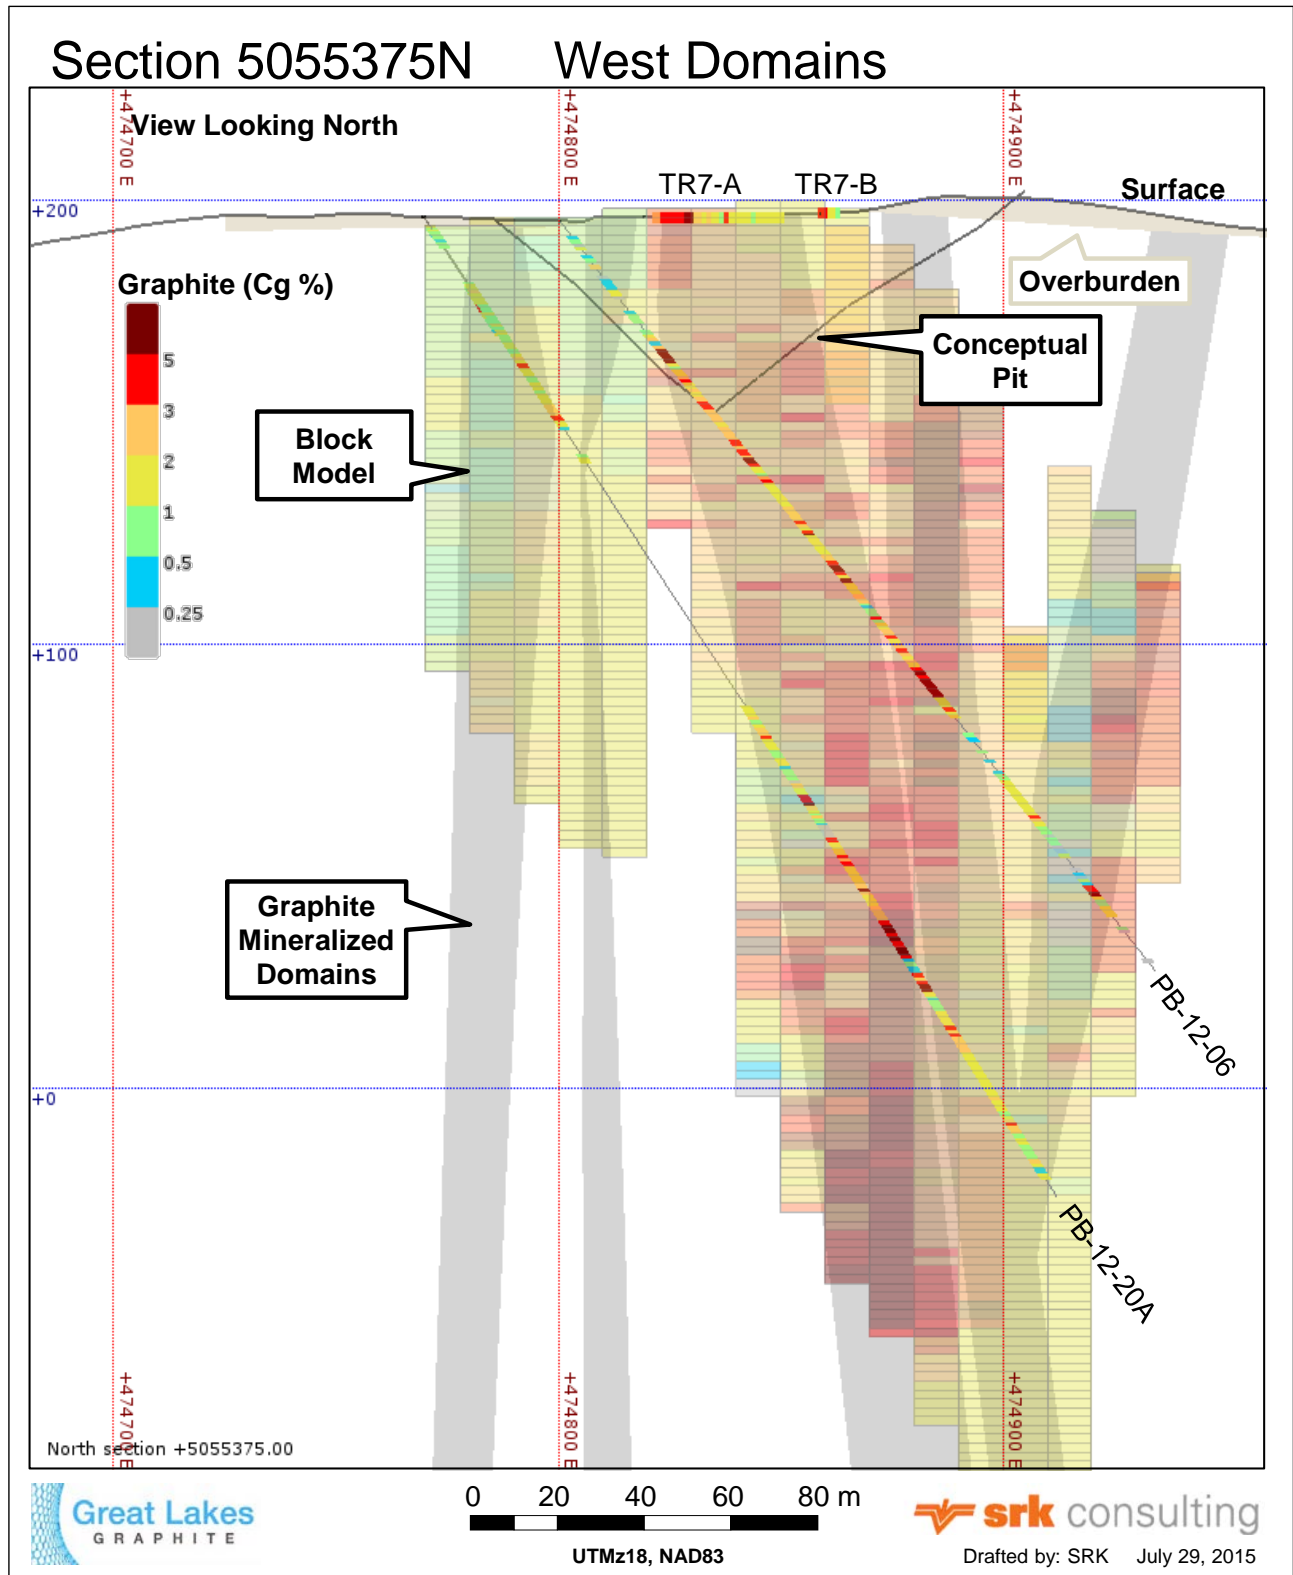 Section 5055375N West Domains
+474700 E
+474800 E
+474900 E
View Looking North
TR7-A
TR7-B
Surface
+200
Overburden
Graphite (Cg %)
5
3
2
1
0.5
0.25
Conceptual
Pit
Block
Model
+100
Graphite
Mineralized
Domains
PB-12-06
+0
PB-12-20A
+474700 E
+474800 E
+474900 E
North section +5055375.00
Great Lakes
GRAPHITE
0 20 40 60 80 m
UTMz18, NAD83
srk consulting
Drafted by: SRK July 29, 2015